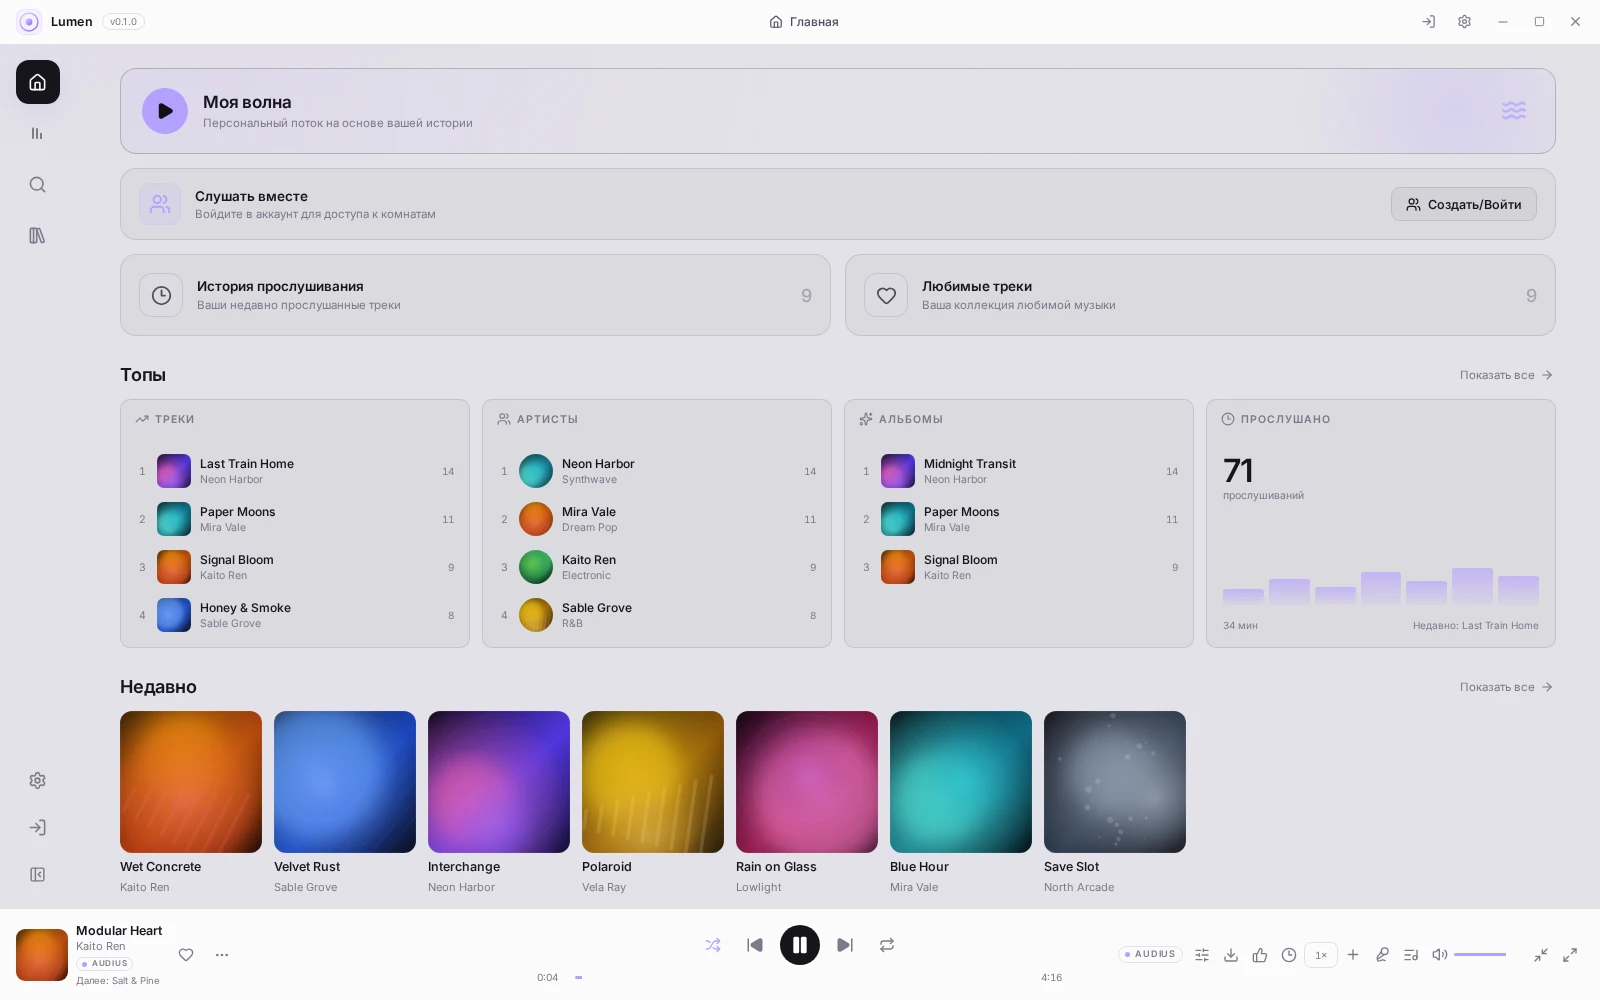 Lumen
v0.1.0
Главная
Моя волна
Персональный поток на основе вашей истории
Слушать вместе
Войдите в аккаунт для доступа к комнатам
Создать/Войти
История прослушивания
Ваши недавно прослушанные треки
9
Любимые треки
Ваша коллекция любимой музыки
9
Топы
Показать все
ТРЕКИ
1
Last Train Home
Neon Harbor
14
2
Paper Moons
Mira Vale
11
3
Signal Bloom
Kaito Ren
9
4
Honey & Smoke
Sable Grove
8
АРТИСТЫ
1
Neon Harbor
Synthwave
14
2
Mira Vale
Dream Pop
11
3
Kaito Ren
Electronic
9
4
Sable Grove
R&B
8
АЛЬБОМЫ
1
Midnight Transit
Neon Harbor
14
2
Paper Moons
Mira Vale
11
3
Signal Bloom
Kaito Ren
9
ПРОСЛУШАНО
71
прослушиваний
34 мин
Недавно: Last Train Home
Недавно
Показать все
Wet Concrete
Kaito Ren
Velvet Rust
Sable Grove
Interchange
Neon Harbor
Polaroid
Vela Ray
Rain on Glass
Lowlight
Blue Hour
Mira Vale
Save Slot
North Arcade
Modular Heart
Kaito Ren
AUDIUS
Далее: Salt & Pine
0:04
4:16
AUDIUS
1×